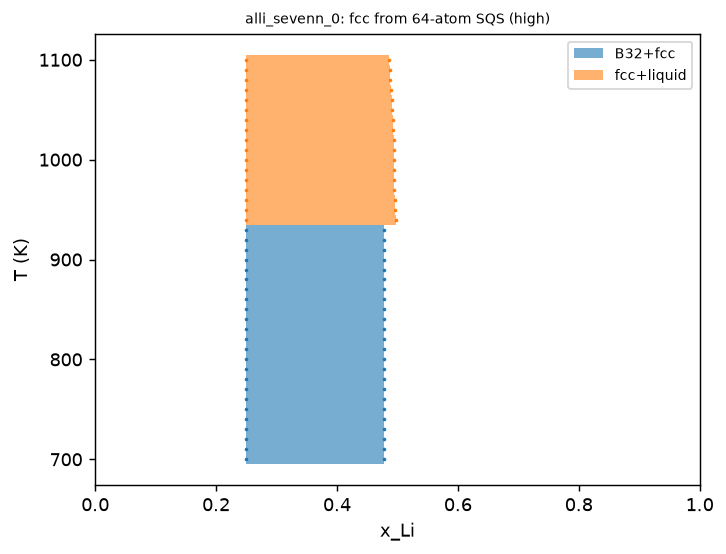 alli_sevenn_0: fcc from 64-atom SQS (high)
B32+fcc
fcc+liquid
1100
1000
900
800
700
T (K)
0.0 0.2 0.4 0.6 0.8 1.0
x_Li